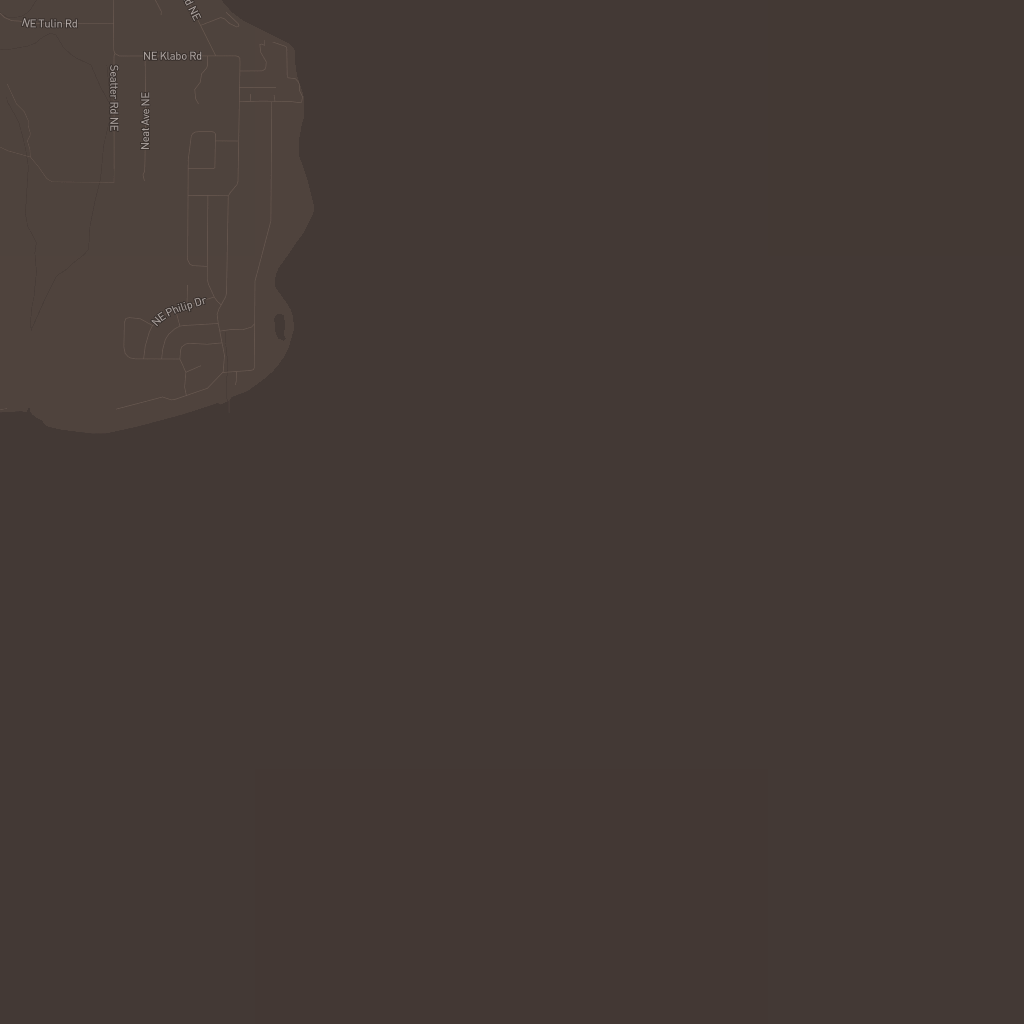 NE Tulin Rd
d NE
NE Klabo Rd
Seatter Rd NE
Neat Ave NE
NE Philip Dr